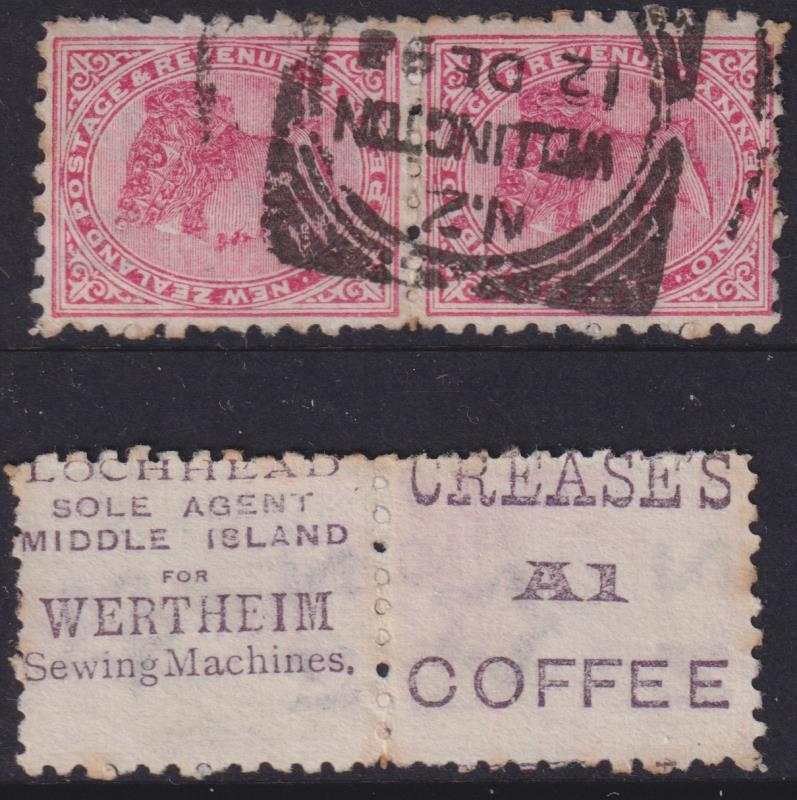 NEW ZEALAND · POSTAGE & REVENUE
& REVENUE
N.Z
WELLINGTON
12 DE
LOCHHEAD
SOLE AGENT
MIDDLE ISLAND
FOR
WERTHEIM
Sewing Machines.
CREASE'S
A1
COFFEE